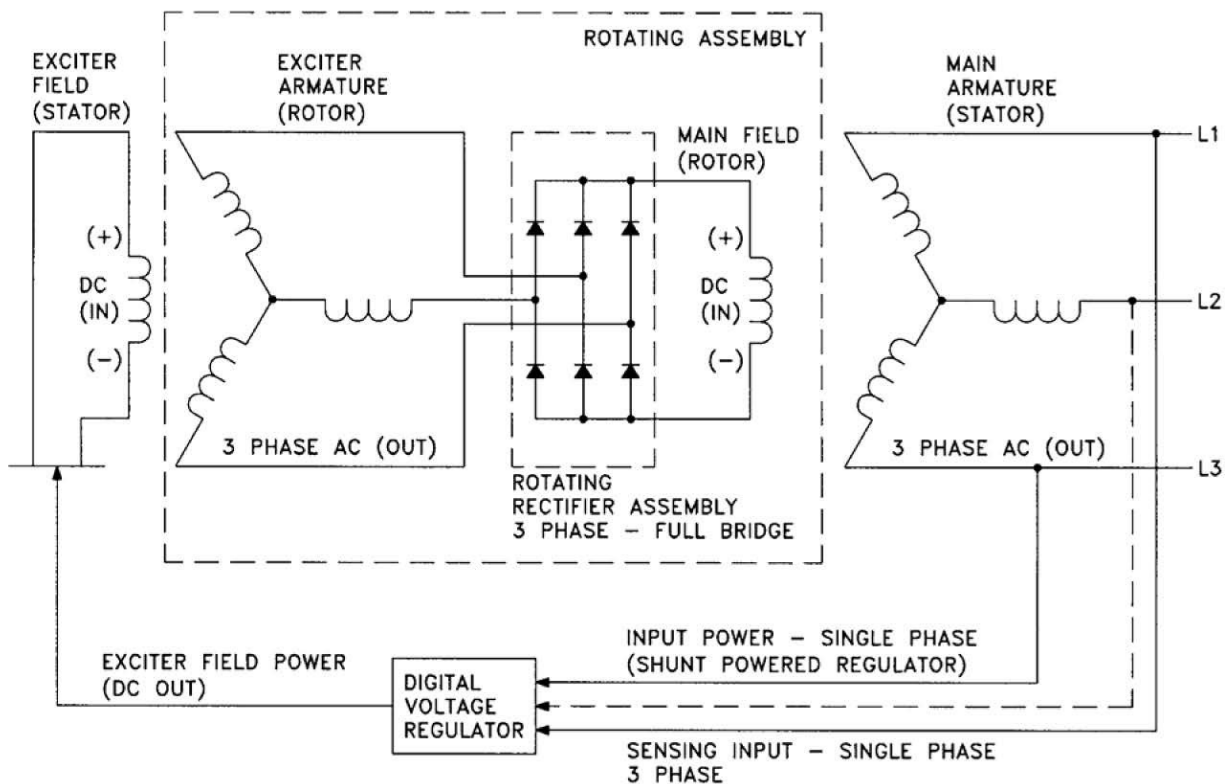 ROTATING ASSEMBLY
EXCITER
FIELD
(STATOR)
EXCITER
ARMATURE
(ROTOR)
MAIN
ARMATURE
(STATOR)
MAIN FIELD
(ROTOR)
L1
(+)
DC
(IN)
(-)
(+)
DC
(IN)
(-)
L2
3 PHASE AC (OUT)
3 PHASE AC (OUT)
L3
ROTATING
RECTIFIER ASSEMBLY
3 PHASE - FULL BRIDGE
INPUT POWER - SINGLE PHASE
(SHUNT POWERED REGULATOR)
EXCITER FIELD POWER
(DC OUT)
DIGITAL
VOLTAGE
REGULATOR
SENSING INPUT - SINGLE PHASE
3 PHASE